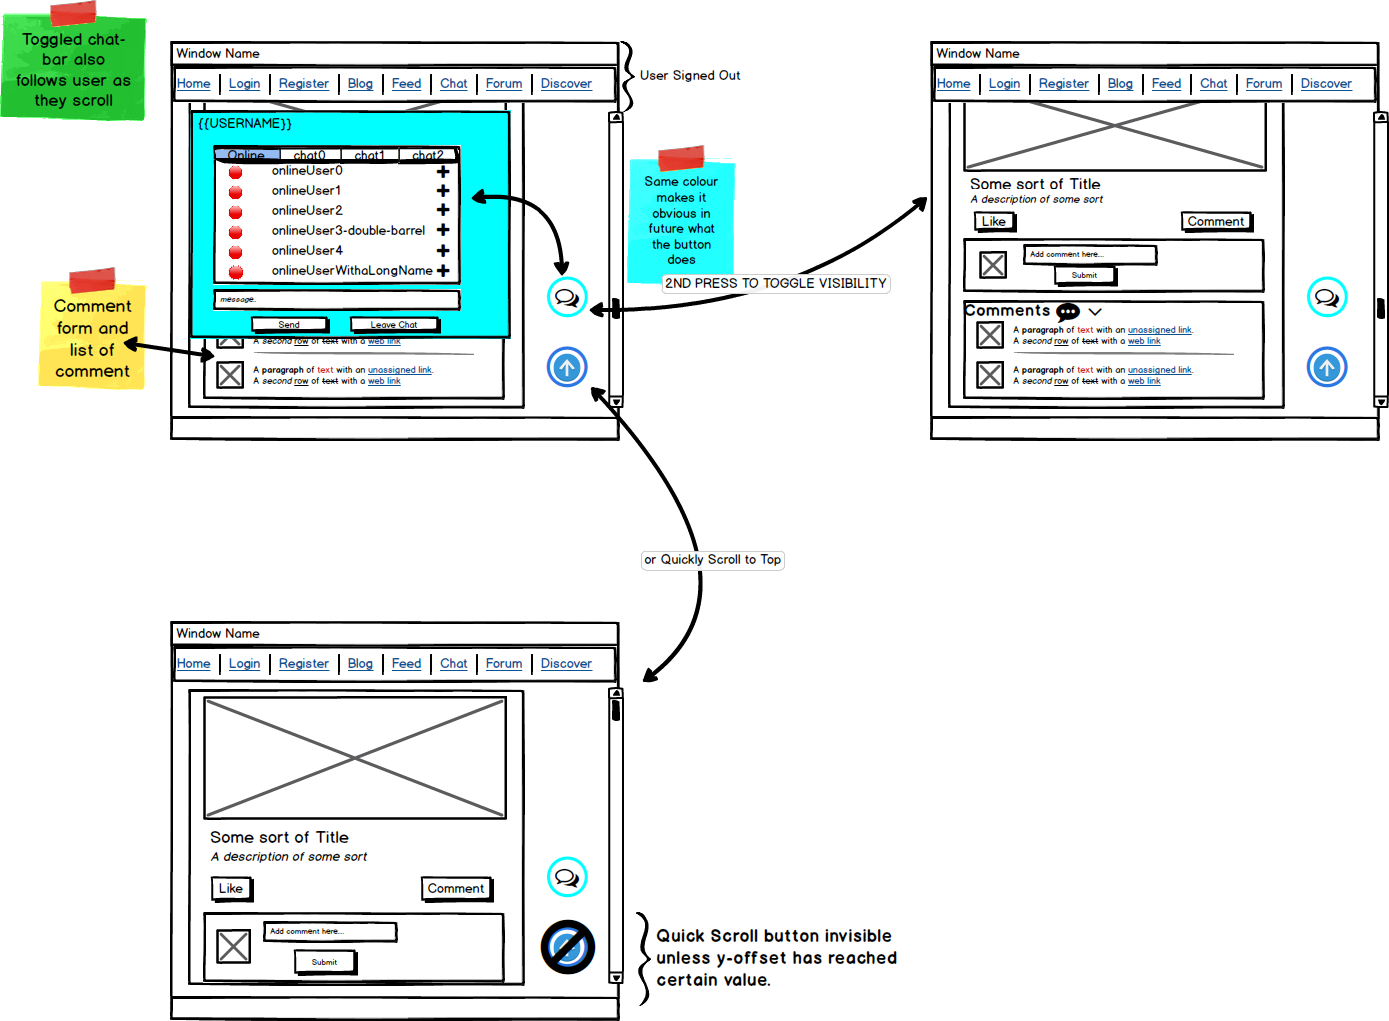 Toggled chat-
bar also
follows user as
they scroll
Window Name
Home Login Register Blog Feed Chat Forum Discover
User Signed Out
{{USERNAME}}
Online chat0 chat1 chat2
onlineUser0
onlineUser1
onlineUser2
onlineUser3-double-barrel
onlineUser4
onlineUserWithaLongName
message..
Send Leave Chat
A second row of text with a web link
A paragraph of text with an unassigned link.
A second row of text with a web link
Comment
form and
list of
comment
Same colour
makes it
obvious in
future what
the button
does
2ND PRESS TO TOGGLE VISIBILITY
Window Name
Home Login Register Blog Feed Chat Forum Discover
Some sort of Title
A description of some sort
Like Comment
Add comment here...
Submit
Comments
A paragraph of text with an unassigned link.
A second row of text with a web link
A paragraph of text with an unassigned link.
A second row of text with a web link
or Quickly Scroll to Top
Window Name
Home Login Register Blog Feed Chat Forum Discover
Some sort of Title
A description of some sort
Like Comment
Add comment here...
Submit
Quick Scroll button invisible
unless y-offset has reached
certain value.